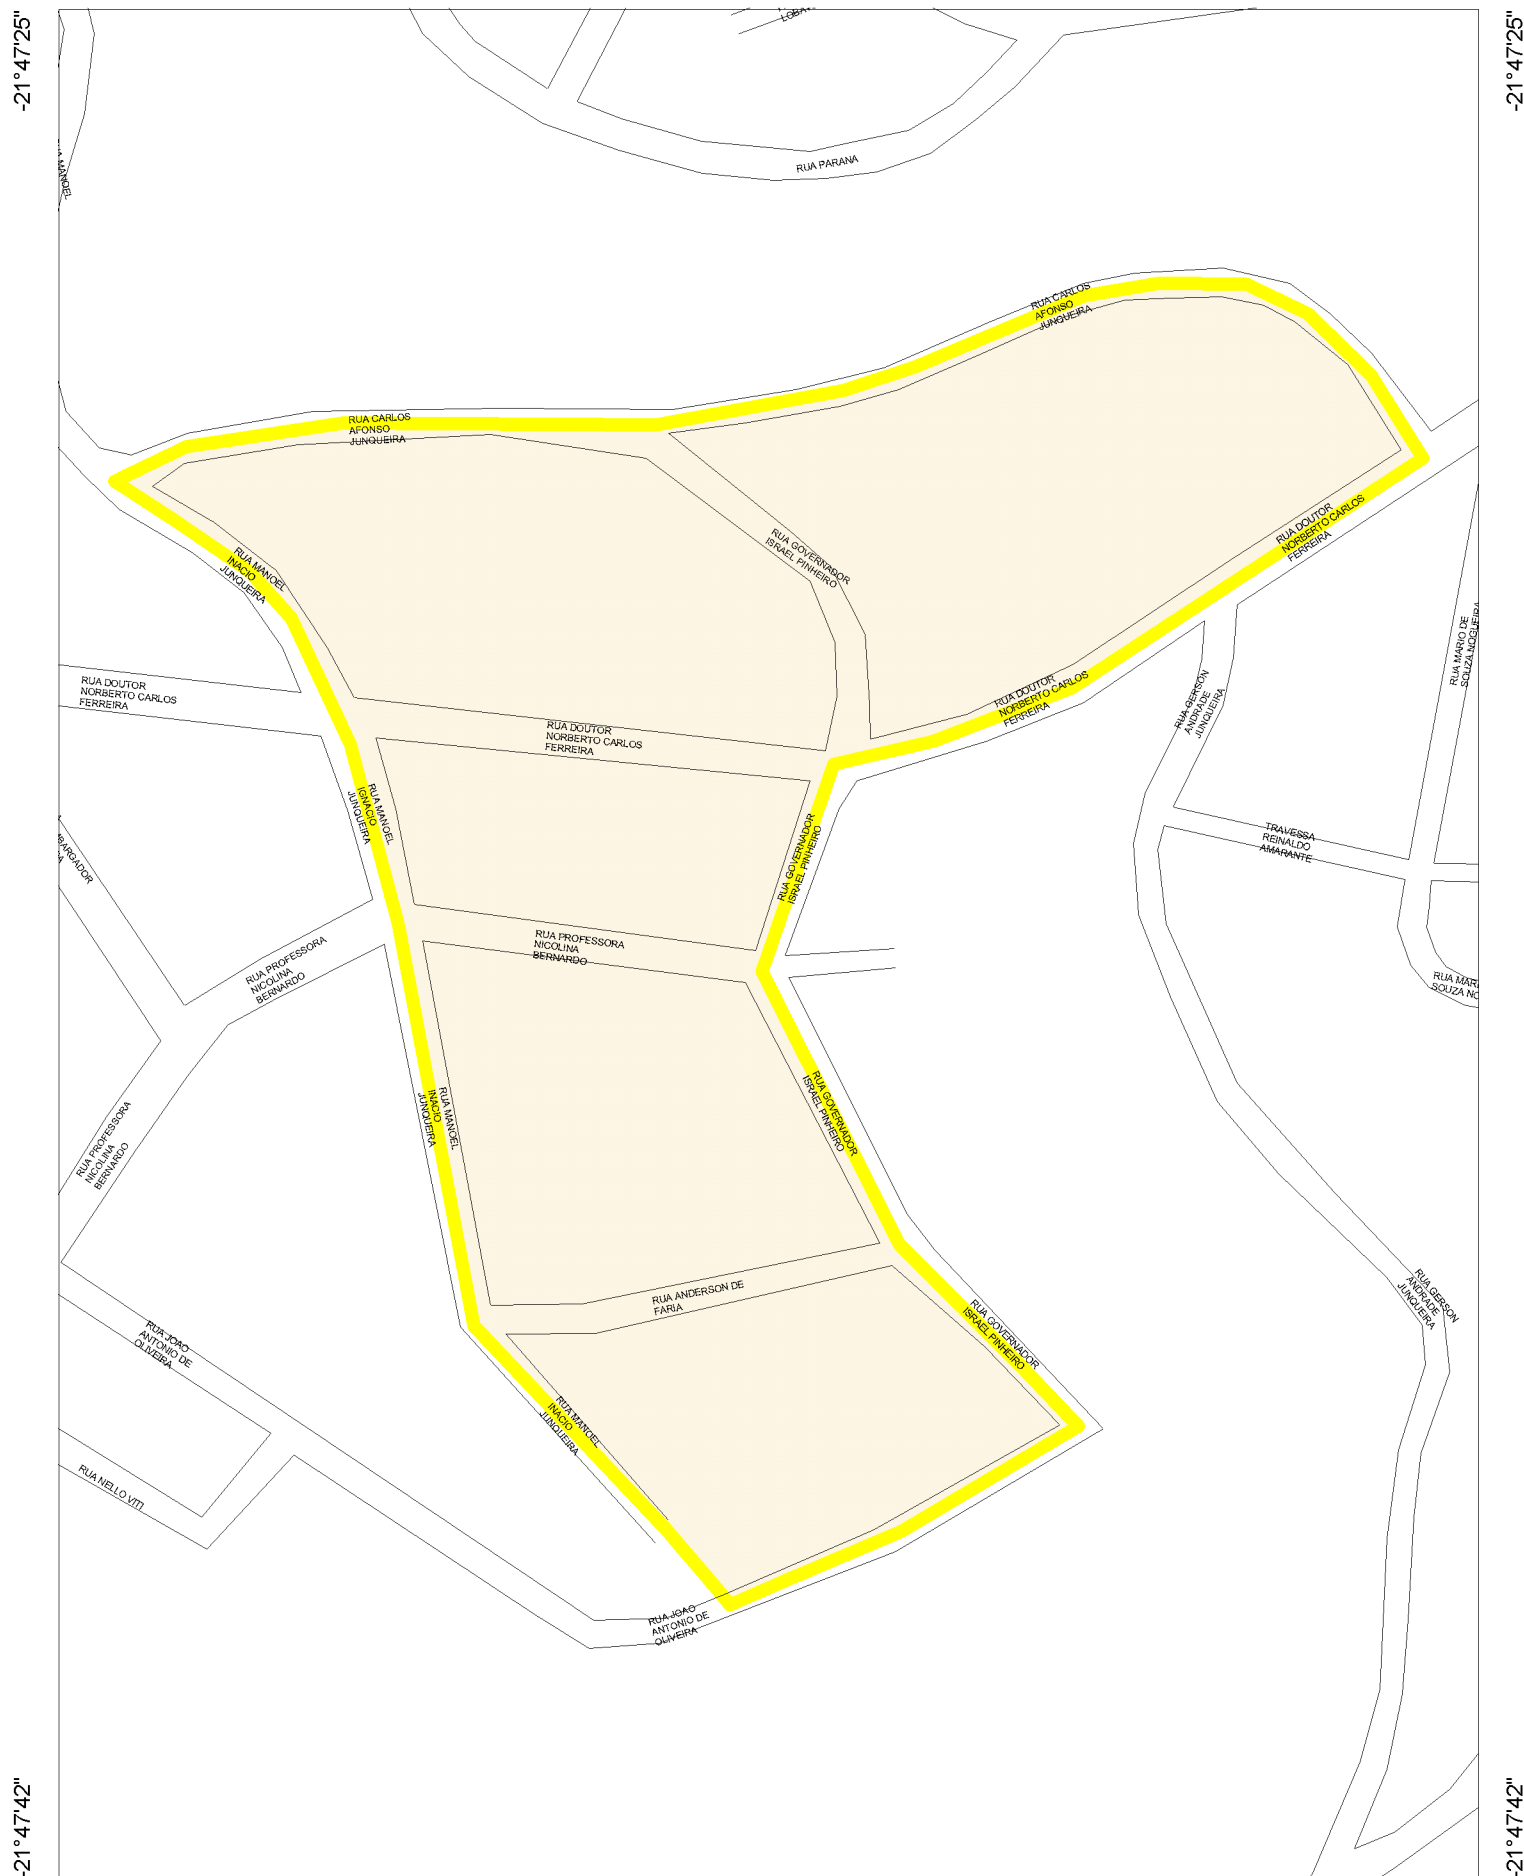 -21°47'25"
-21°47'25"
RUA MANOEL
RUA PARANA
RUA CARLOS
AFONSO
JUNQUEIRA
RUA CARLOS
AFONSO
JUNQUEIRA
RUA GOVERNADOR
ISRAEL PINHEIRO
RUA DOUTOR
NORBERTO CARLOS
FERREIRA
RUA MANOEL
INACIO
JUNQUEIRA
RUA MARIO DE
SOUZA NOGUEIRA
RUA DOUTOR
NORBERTO CARLOS
FERREIRA
RUA DOUTOR
NORBERTO CARLOS
FERREIRA
RUA GERSON
ANDRADE
JUNQUEIRA
RUA DOUTOR
NORBERTO CARLOS
FERREIRA
RUA MANOEL
IGNACIO
JUNQUEIRA
RUA GOVERNADOR
ISRAEL PINHEIRO
TRAVESSA
REINALDO
AMARANTE
RUA PROFESSORA
NICOLINA
BERNARDO
RUA PROFESSORA
NICOLINA
BERNARDO
SOUZA
RUA MANOEL
INACIO
JUNQUEIRA
RUA GOVERNADOR
ISRAEL PINHEIRO
RUA PROFESSORA
NICOLINA
BERNARDO
RUA ANDERSON DE
FARIA
RUA GOVERNADOR
ISRAEL PINHEIRO
RUA GERSON
ANDRADE
JUNQUEIRA
RUA JOAO
ANTONIO DE
OLIVEIRA
RUA MANOEL
INACIO
JUNQUEIRA
RUA NELLO VITI
RUA JOAO
ANTONIO DE
OLIVEIRA
-21°47'42"
-21°47'42"